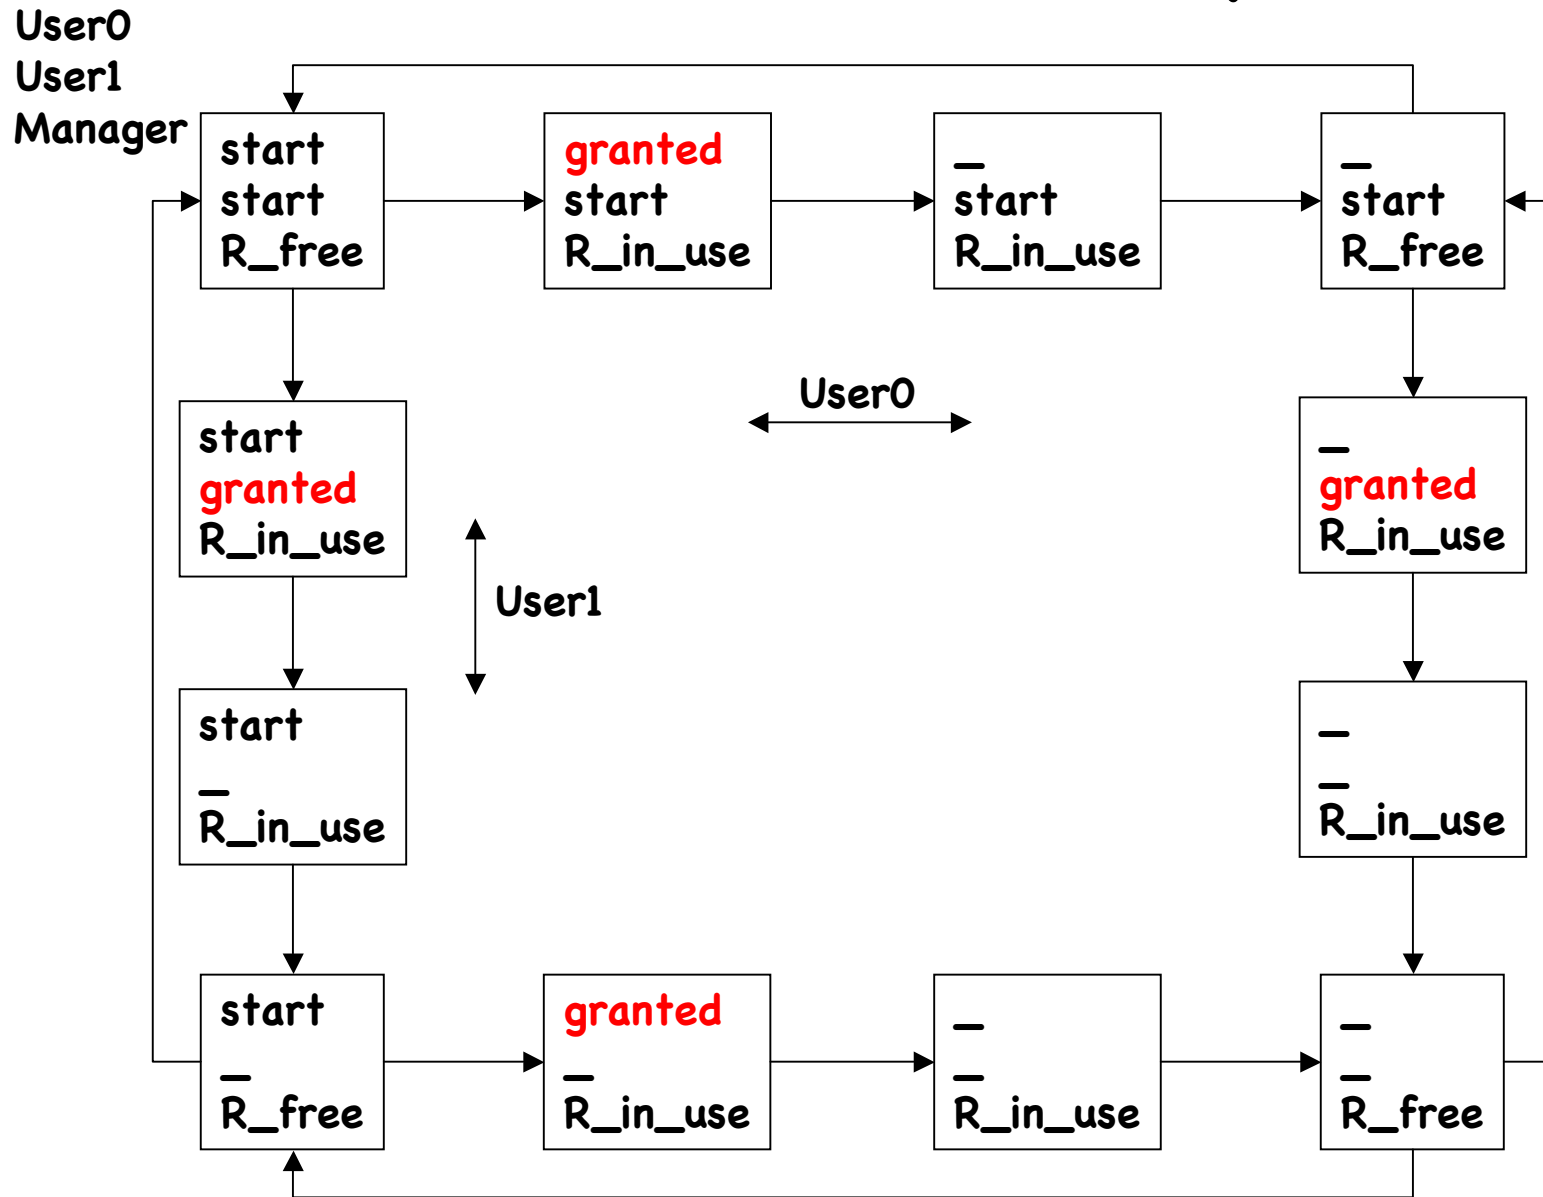 User0
User1
Manager
start
start
R_free
granted
start
R_in_use
_
start
R_in_use
_
start
R_free
start
granted
R_in_use
User0
_
granted
R_in_use
User1
start
_
R_in_use
_
_
R_in_use
start
_
R_free
granted
_
R_in_use
_
_
R_in_use
_
_
R_free